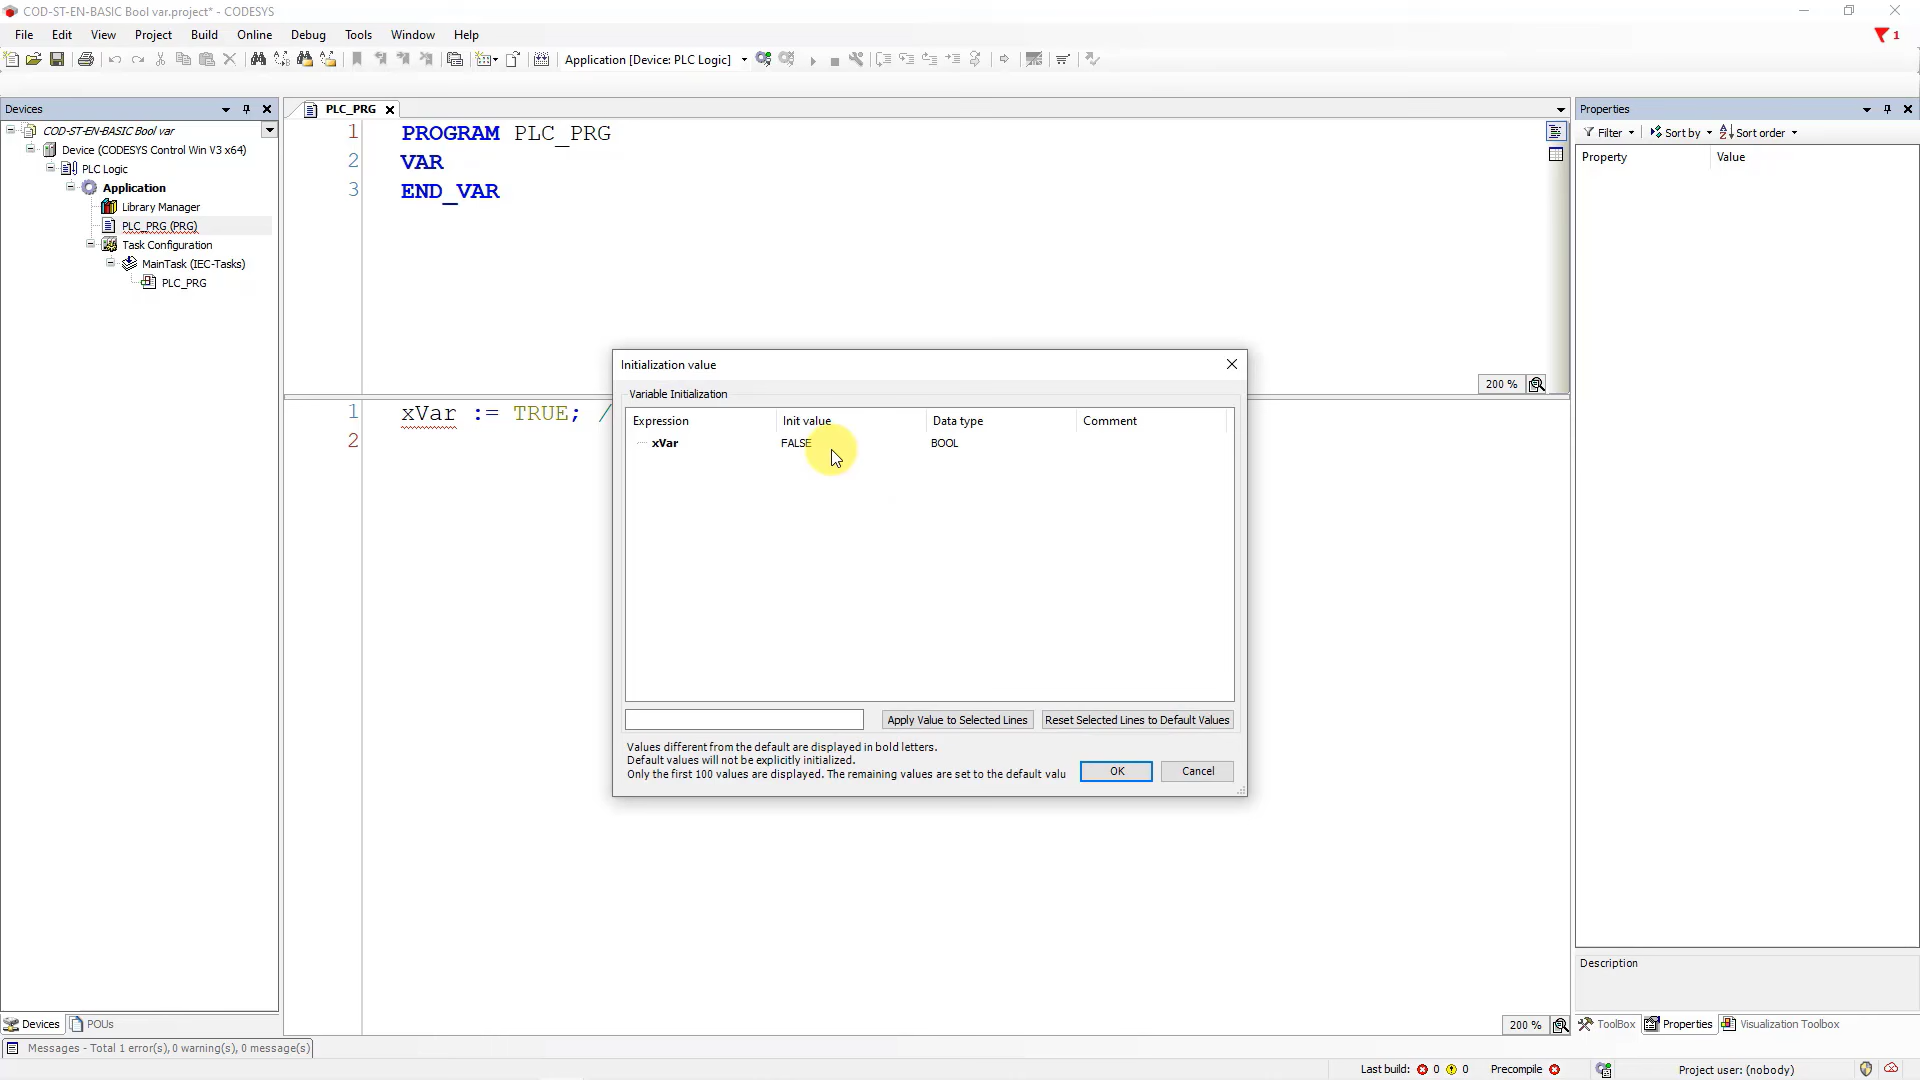 COD-ST-EN-BASIC Bool var.project* - CODESYS
File Edit View Project Build Online Debug Tools Window Help
1
Application [Device: PLC Logic]
Devices
COD-ST-EN-BASIC Bool var
Device (CODESYS Control Win V3 x64)
PLC Logic
Application
Library Manager
PLC_PRG (PRG)
Task Configuration
MainTask (IEC-Tasks)
PLC_PRG
Devices POUs
PLC_PRG
1 PROGRAM PLC_PRG
2 VAR
3 END_VAR
200 %
1 xVar := TRUE; /
2
200 %
Initialization value
Variable Initialization
Expression Init value Data type Comment
xVar FALSE BOOL
Apply Value to Selected Lines Reset Selected Lines to Default Values
Values different from the default are displayed in bold letters.
Default values will not be explicitly initialized.
Only the first 100 values are displayed. The remaining values are set to the default valu
OK Cancel
Properties
Filter Sort by Sort order
Property Value
Description
ToolBox Properties Visualization Toolbox
Messages - Total 1 error(s), 0 warning(s), 0 message(s)
Last build: 0 0 Precompile Project user: (nobody)